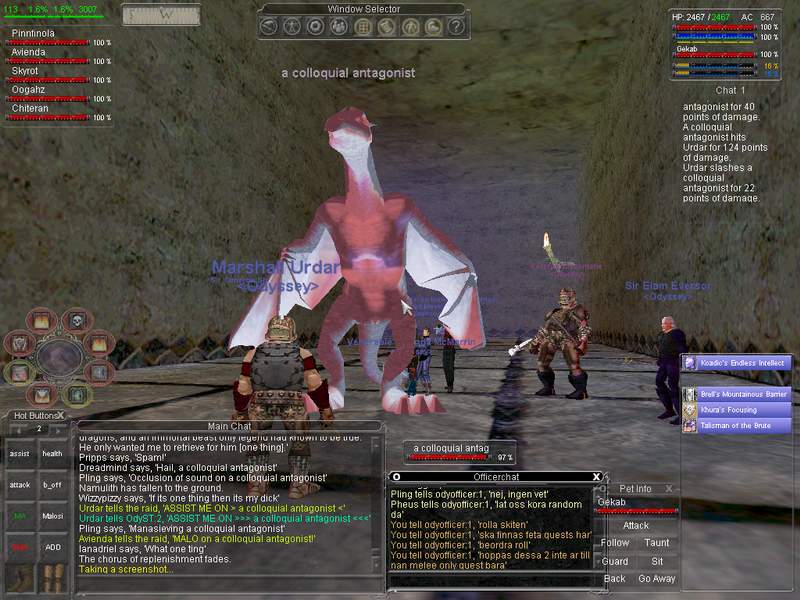 113 1.6% 1.6% 3007
Pinntinola
100 %
Avienda
100 %
Skyrot
100 %
Oogahz
100 %
Chiteran
100 %
W
Window Selector
?
HP: 2467 / 2467 AC 667
100 %
100 %
Gekab
100 %
16 %
Chat 1
antagonist for 40
points of damage.
A colloquial
antagonist hits
Urdar for 124 points
of damage.
Urdar slashes a
colloquial
antagonist for 22
points of damage.
a colloquial antagonist
Marshall Urdar
<Odyssey>
Sir Elam Eversor
<Odyssey>
Koadic's Endless Intellect
Brell's Mountainous Barrier
Khura's Focusing
Talisman of the Brute
Hot Buttons X
2
assist health
attack b_off
MA Malosi
ADD
Main Chat
dragons, and an immortal beast only legend had known to be true.
He only wanted me to retrieve for him [one thing].'
Pripps says, 'Spam!'
Dreadmind says, 'Hail, a colloquial antagonist'
Pling says, 'Occlusion of sound on a colloquial antagonist'
Narnulith has fallen to the ground.
Wizzypizzy says, 'If its one thing then its my dick'
Urdar tells the raid, 'ASSIST ME ON > a colloquial antagonist <'
Urdar tells OdyST 2, 'ASSIST ME ON >>> a colloquial antagonist <<<'
Pling says, 'Manasieving a colloquial antagonist'
Avienda tells the raid, 'MALO on a colloquial antagonist!'
Ianadriel says, 'What one ting'
The chorus of replenishment fades.
Taking a screenshot...
a colloquial antag
97 %
O Officerchat X
Pling tells odyofficer:1, 'nej, ingen vet'
Pheus tells odyofficer:1, 'lat oss kora random
da'
You tell odyofficer:1, 'rolla skiten'
You tell odyofficer:1, 'ska finnas feta quests har'
You tell odyofficer:1, 'beordra roll'
You tell odyofficer:1, 'hoppas dessa 2 inte ar till
nan melee only quest bara'
Pet Info X
Gekab
Attack
Follow Taunt
Guard Sit
Back Go Away